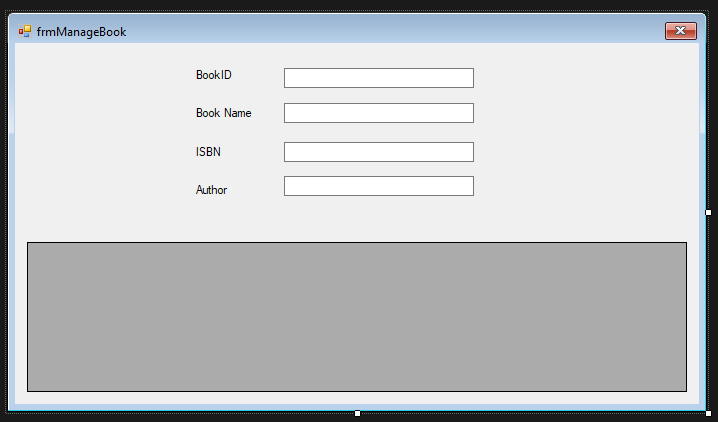 frmManageBook
BookID
Book Name
ISBN
Author